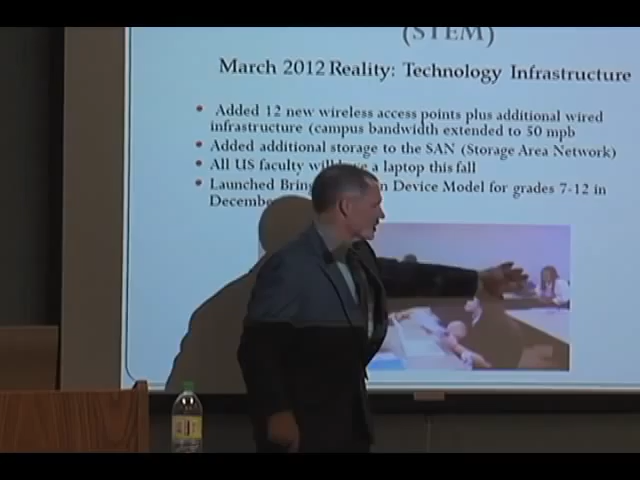 (STEM)
March 2012 Reality: Technology Infrastructure
• Added 12 new wireless access points plus additional wired
infrastructure (campus bandwidth extended to 50 mpb
• Added additional storage to the SAN (Storage Area Network)
• All US faculty will a laptop this fall
• Launched Device Model for grades 7-12 in